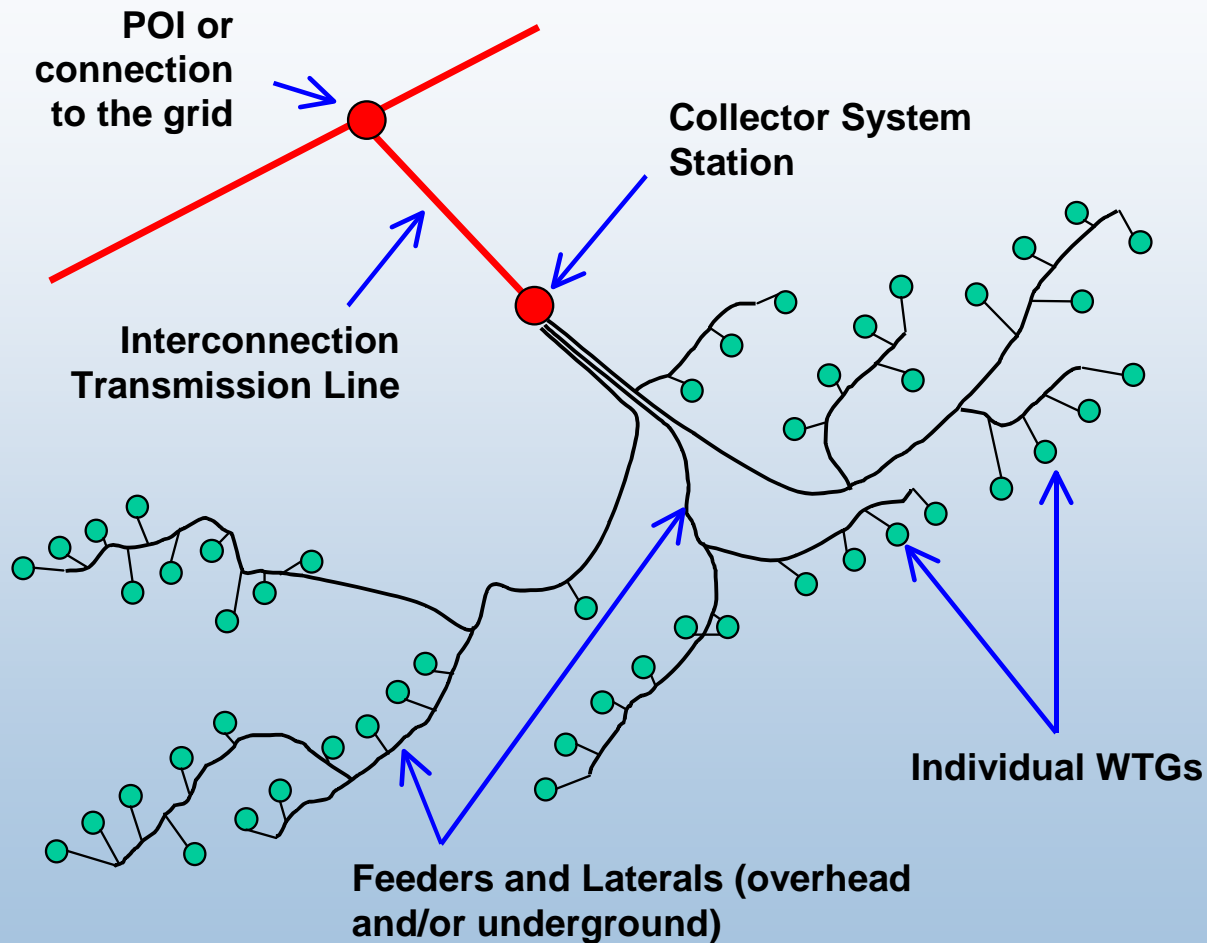 POI or
connection
to the grid
Collector System
Station
Interconnection
Transmission Line
Individual WTGs
Feeders and Laterals (overhead
and/or underground)